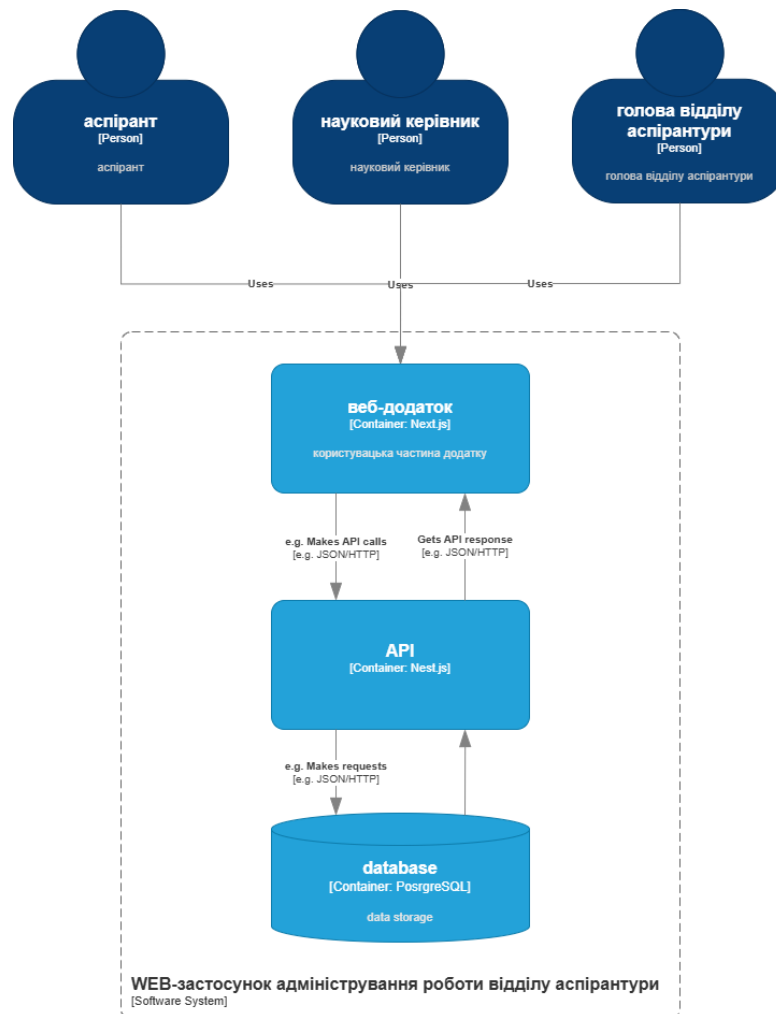 аспірант
[Person]
аспірант
науковий керівник
[Person]
науковий керівник
голова відділу
аспірантури
[Person]
голова відділу аспірантури
Uses
Uses
Uses
веб-додаток
[Container: Next.js]
користувацька частина додатку
e.g. Makes API calls
[e.g. JSON/HTTP]
Gets API response
[e.g. JSON/HTTP]
API
[Container: Nest.js]
e.g. Makes requests
[e.g. JSON/HTTP]
database
[Container: PosrgreSQL]
data storage
WEB-застосунок адміністрування роботи відділу аспірантури
[Software System]